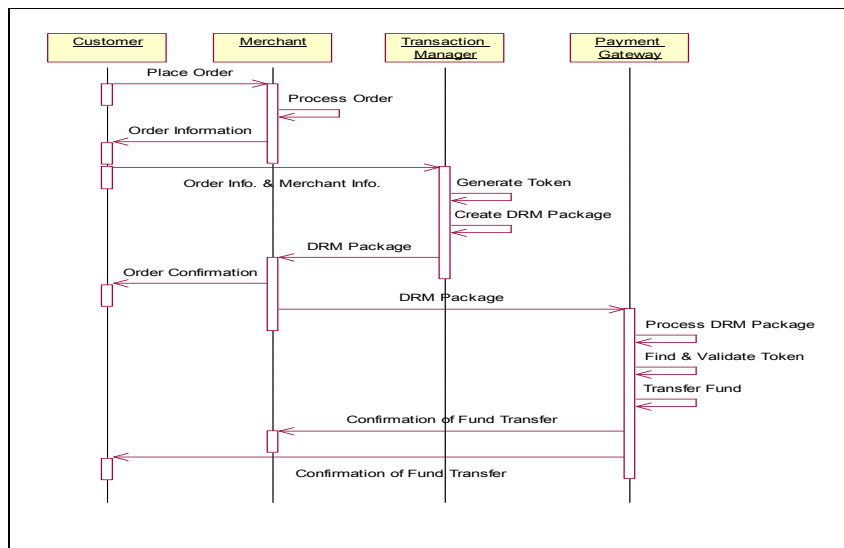 Customer
Merchant
Transaction
Manager
Payment
Gateway
Place Order
Process Order
Order Information
Order Info. & Merchant Info.
Generate Token
Create DRM Package
DRM Package
Order Confirmation
DRM Package
Process DRM Package
Find & Validate Token
Transfer Fund
Confirmation of Fund Transfer
Confirmation of Fund Transfer